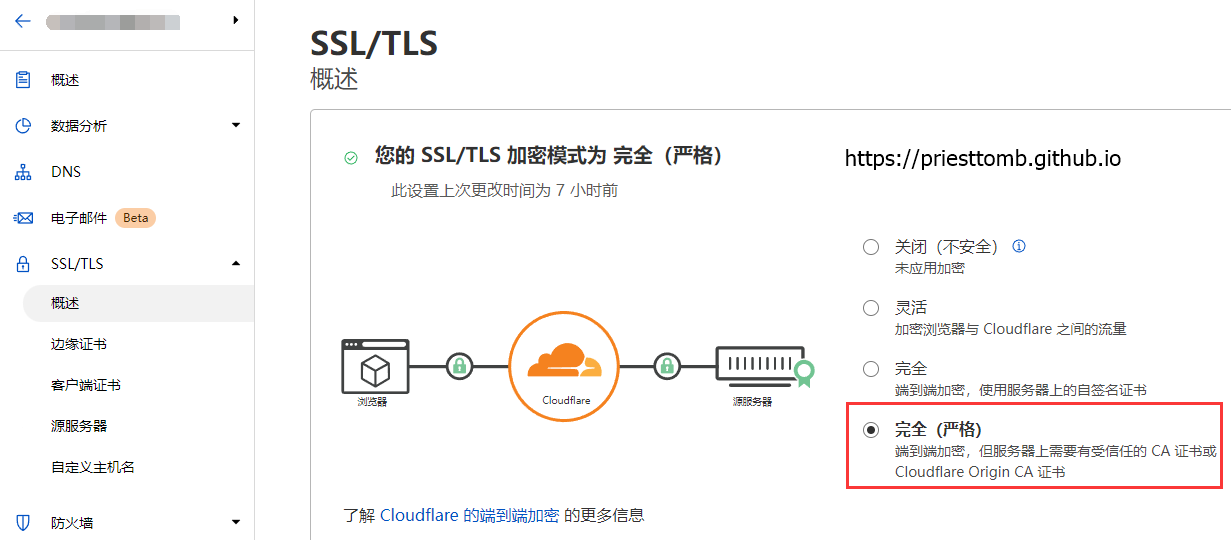 概述
数据分析
DNS
电子邮件 Beta
SSL/TLS
概述
边缘证书
客户端证书
源服务器
自定义主机名
防火墙
SSL/TLS
概述
您的 SSL/TLS 加密模式为 完全（严格）
此设置上次更改时间为 7 小时前
https://priesttomb.github.io
浏览器
Cloudflare
源服务器
关闭（不安全）
未应用加密
灵活
加密浏览器与 Cloudflare 之间的流量
完全
端到端加密，使用服务器上的自签名证书
完全（严格）
端到端加密，但服务器上需要有受信任的 CA 证书或
Cloudflare Origin CA 证书
了解 Cloudflare 的端到端加密 的更多信息